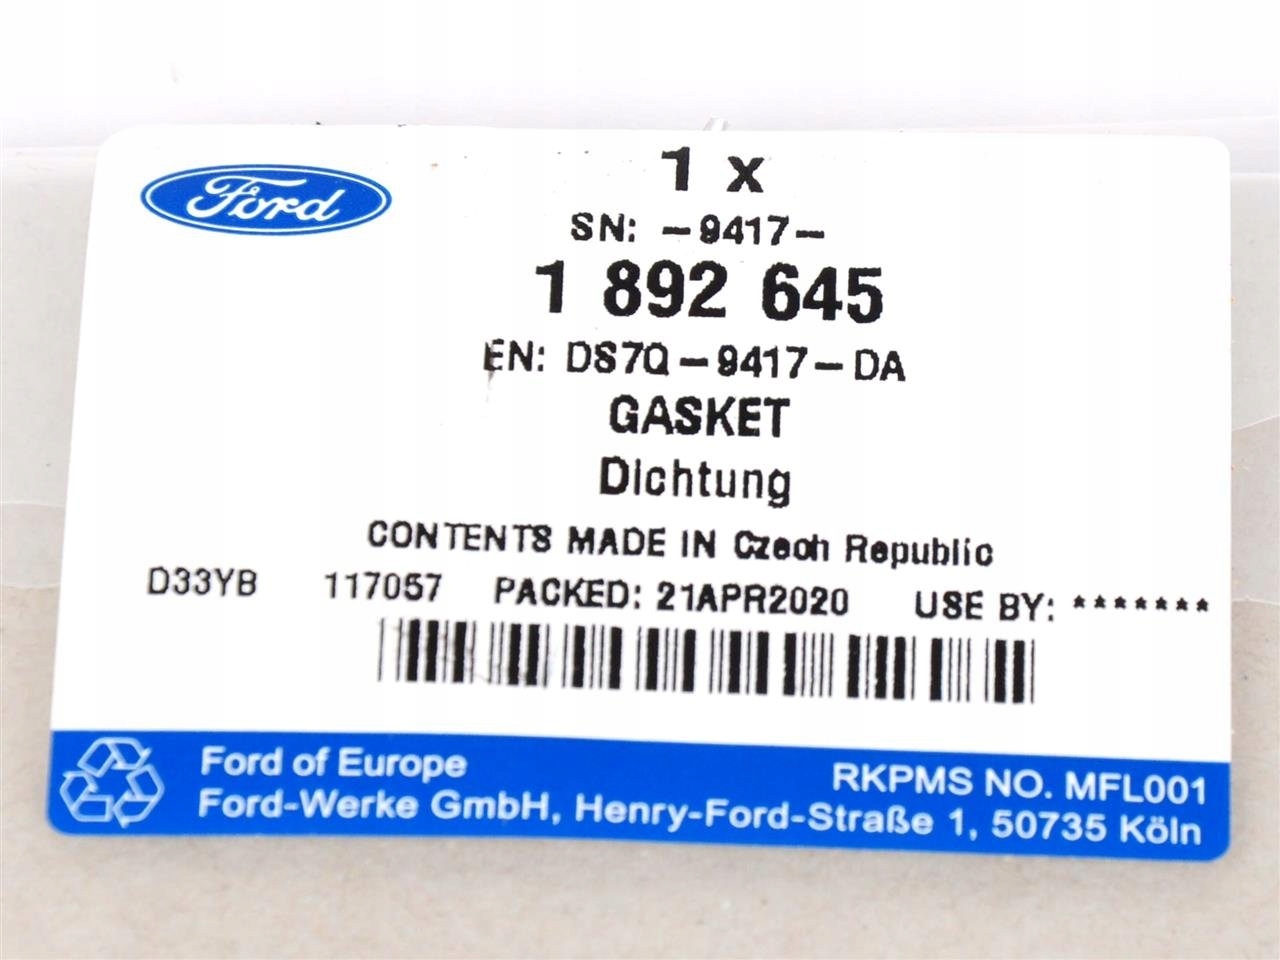 Ford
1 x
SN: -9417-
1 892 645
EN: DS7Q-9417-DA
GASKET
Dichtung
CONTENTS MADE IN Czech Republic
D33YB 117057 PACKED: 21APR2020 USE BY: *******
Ford of Europe
RKPMS NO. MFL001
Ford-Werke GmbH, Henry-Ford-Straße 1, 50735 Köln